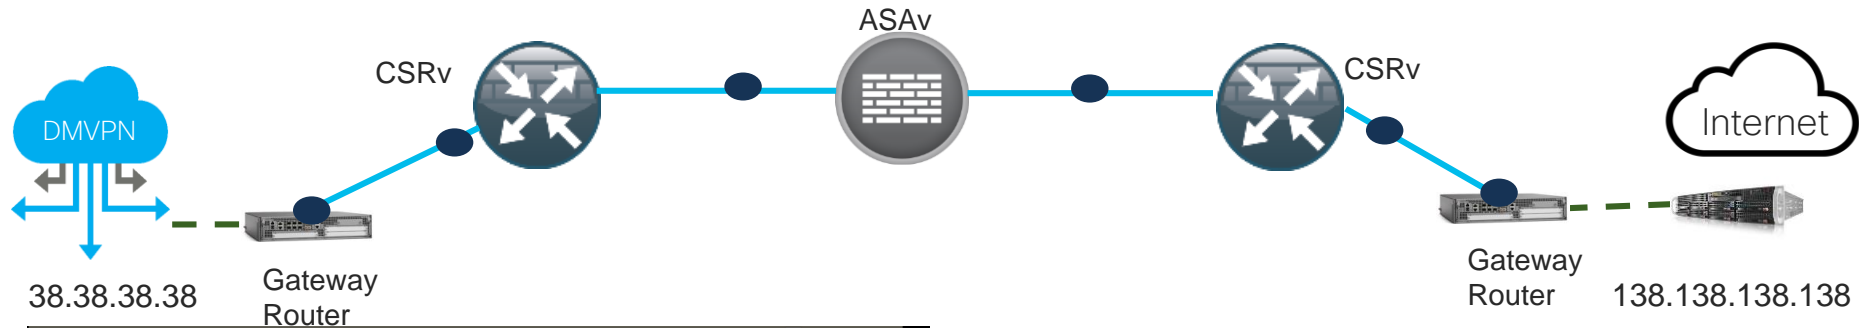 ASAv
CSRv
CSRv
DMVPN
Internet
Gateway
Router
38.38.38.38
Gateway
Router
138.138.138.138